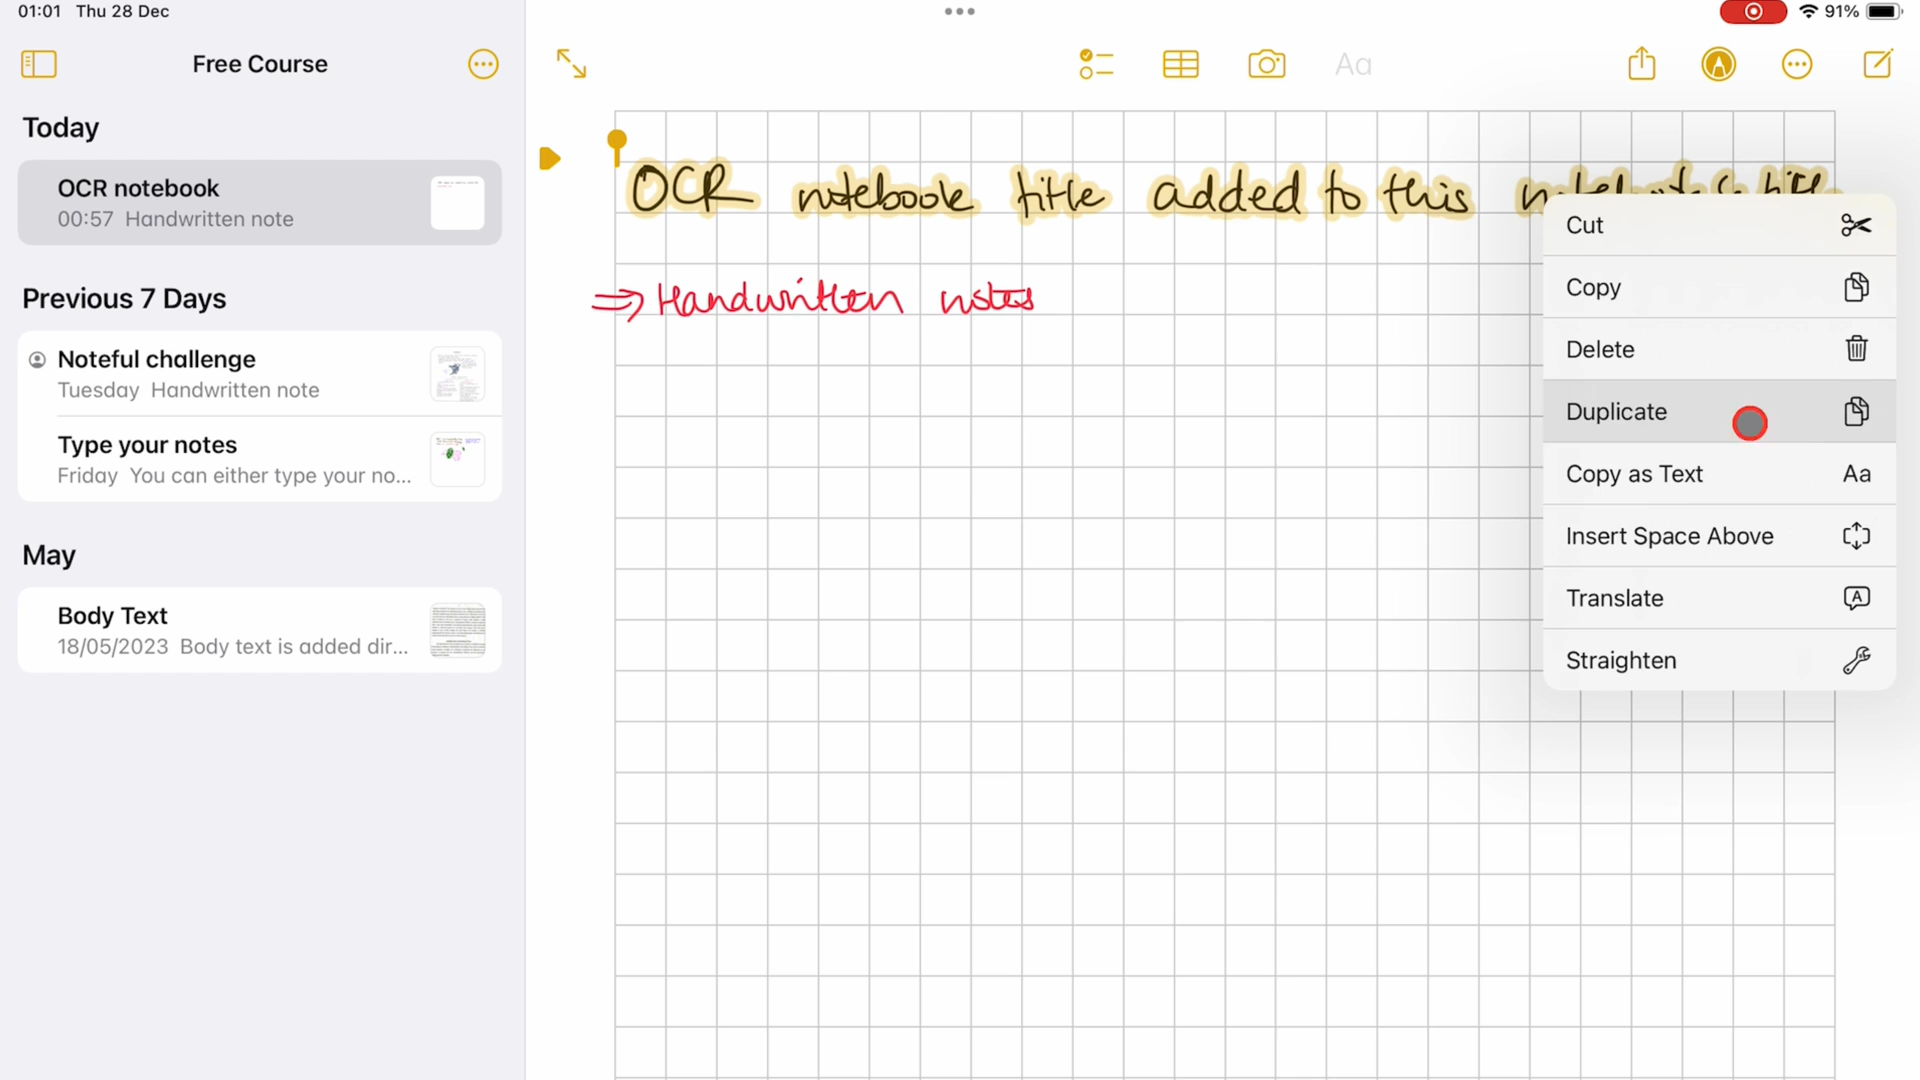 01:01 Thu 28 Dec
91%
Free Course
Aa
Today
OCR notebook
00:57 Handwritten note
Previous 7 Days
Noteful challenge
Tuesday Handwritten note
Type your notes
Friday You can either type your no...
May
Body Text
18/05/2023 Body text is added dir...
OCR notebook title added to this
⇒ Handwritten notes
Cut
Copy
Delete
Duplicate
Copy as Text Aa
Insert Space Above
Translate
Straighten